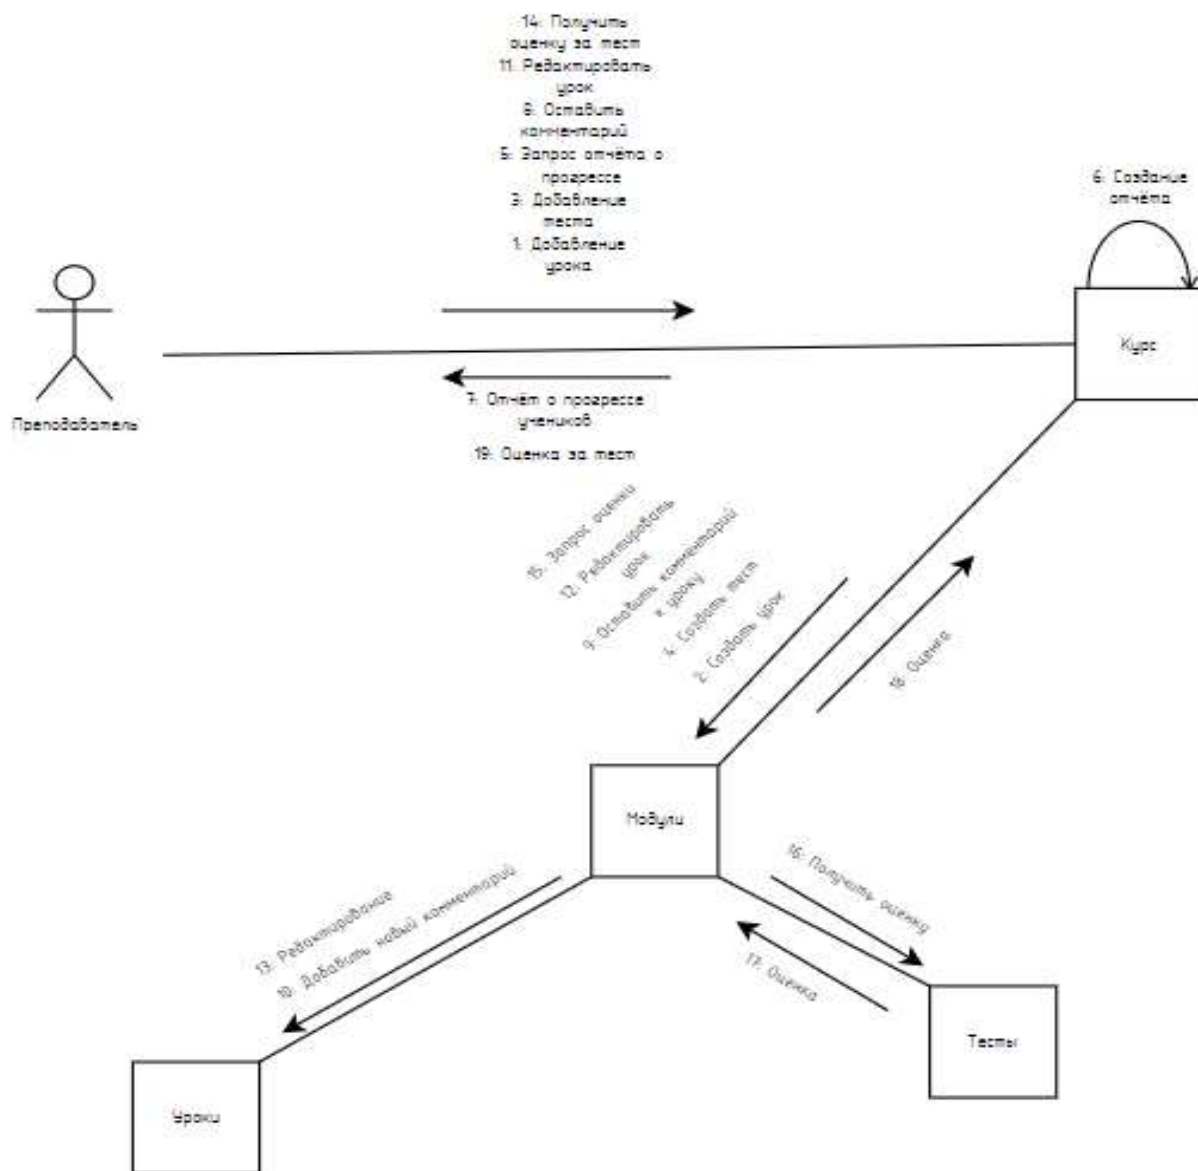 14: Получить
оценку за тест
11: Редактировать
урок
8: Оставить
комментарий
5: Запрос отчёта о
прогрессе
3: Добавление
теста
1: Добавление
урока
6: Создание
отчёта
Курс
Преподаватель
7: Отчёт о прогрессе
учеников
19: Оценка за тест
15: Запрос оценки
12: Редактировать
урок
9: Оставить комментарий
к уроку
4: Создать тест
2: Создать урок
18: Оценка
Модули
16: Получить оценку
17: Оценка
13: Редактирование
10: Добавить новый комментарий
Тесты
Уроки